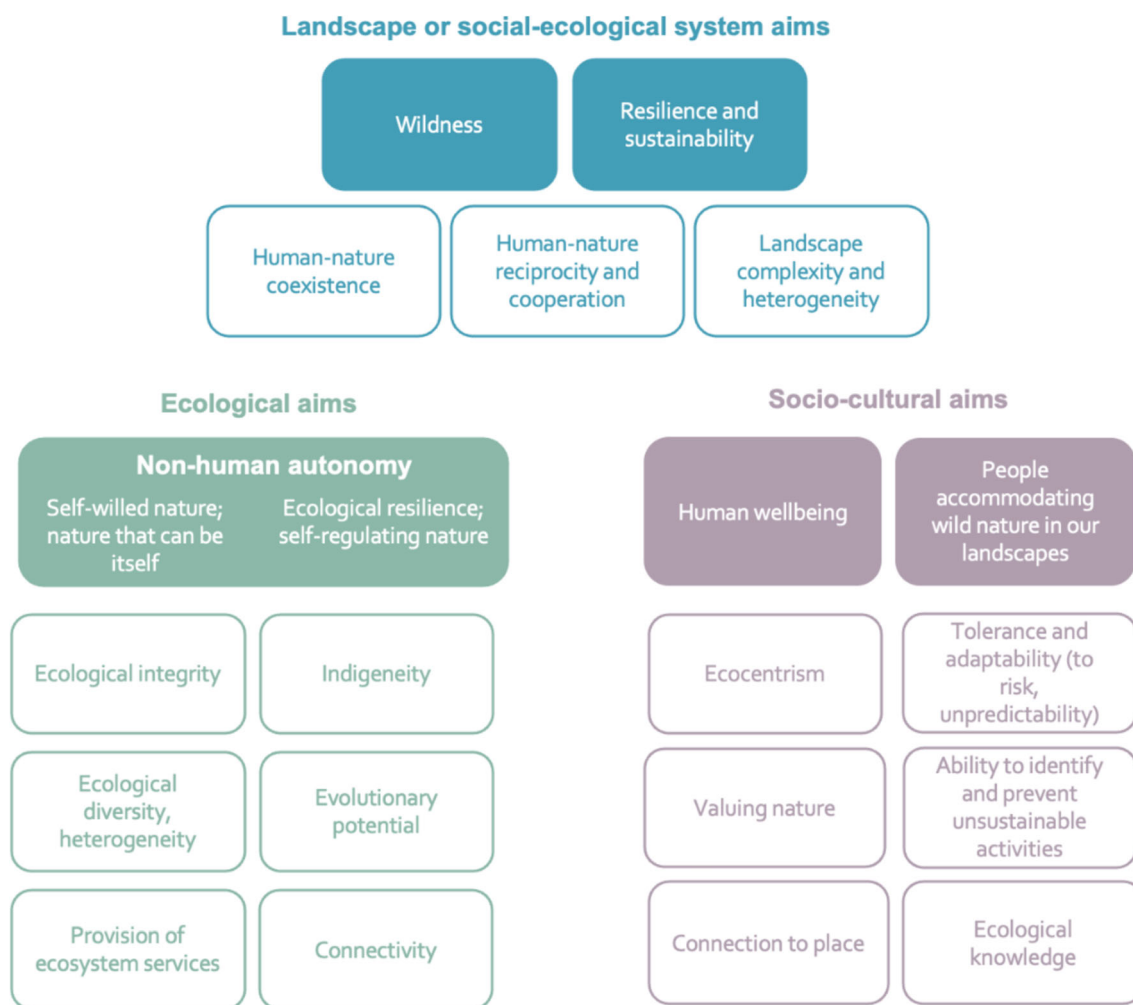 Landscape or social-ecological system aims
Wildness
Resilience and
sustainability
Human-nature
coexistence
Human-nature
reciprocity and
cooperation
Landscape
complexity and
heterogeneity
Ecological aims
Non-human autonomy
Self-willed nature;
nature that can be
itself
Ecological resilience;
self-regulating nature
Ecological integrity
Indigeneity
Ecological
diversity,
heterogeneity
Evolutionary
potential
Provision of
ecosystem services
Connectivity
Socio-cultural aims
Human wellbeing
People
accommodating
wild nature in our
landscapes
Ecocentrism
Tolerance and
adaptability (to
risk,
unpredictability)
Valuing nature
Ability to identify
and prevent
unsustainable
activities
Connection to place
Ecological
knowledge